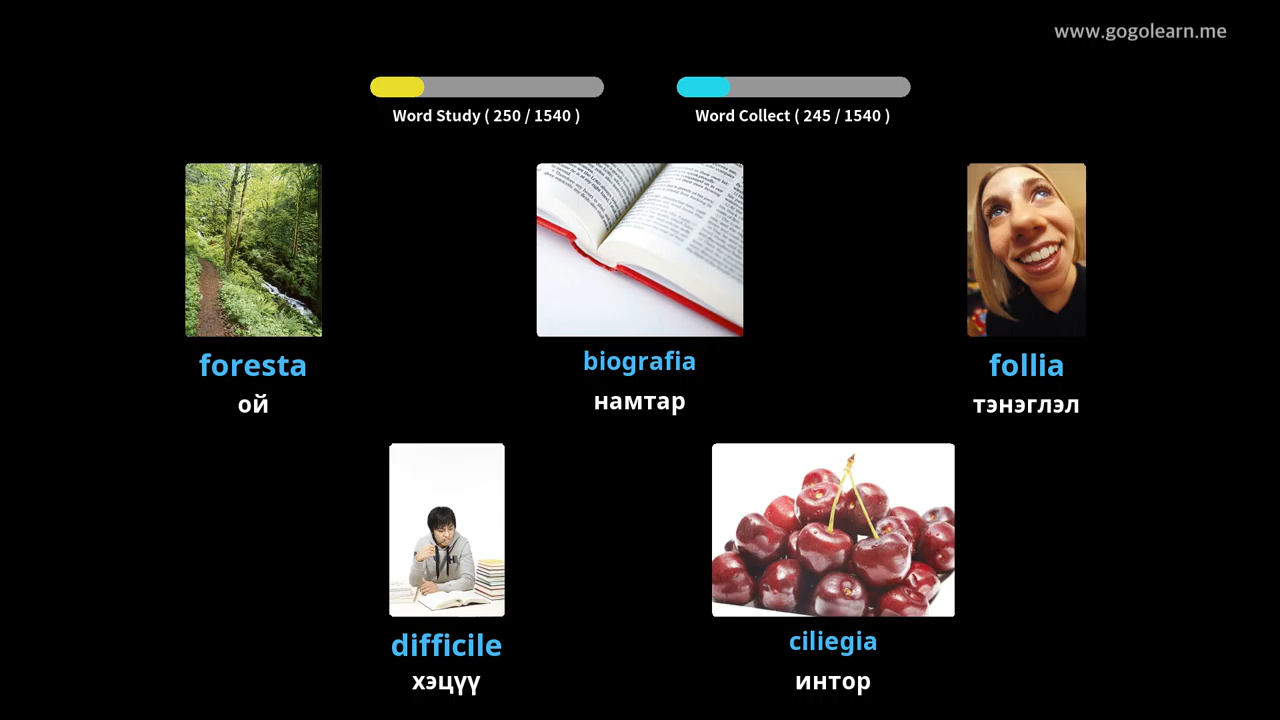 www.gogolearn.me
Word Study ( 250 / 1540 )
Word Collect ( 245 / 1540 )
foresta
ой
biografia
намтар
follia
тэнэглэл
difficile
хэцүү
ciliegia
интор